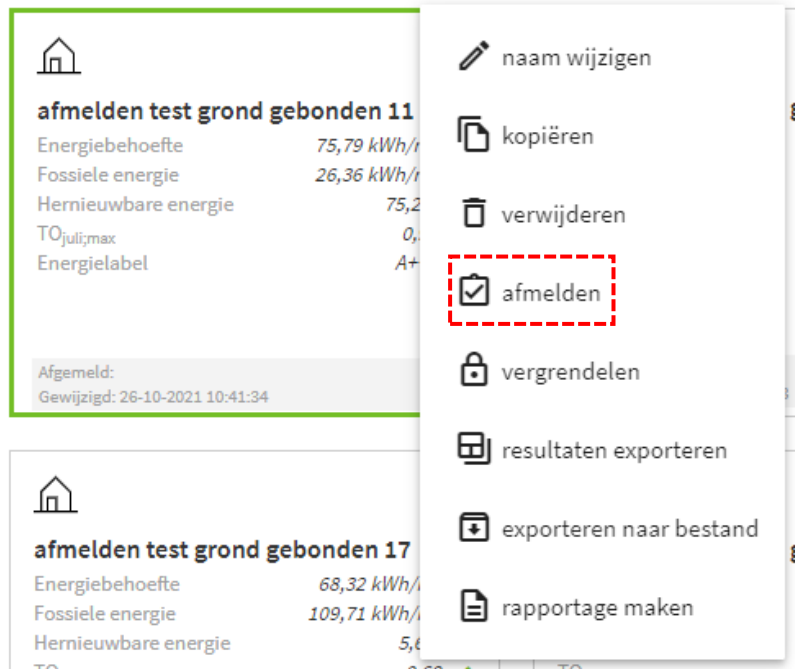 afmelden test grond gebonden 11
Energiebehoefte 75,79 kWh/
Fossiele energie 26,36 kWh/
Hernieuwbare energie 75,2
TOjuli;max 0,
Energielabel A+
Afgemeld:
Gewijzigd: 26-10-2021 10:41:34
naam wijzigen
kopiëren
verwijderen
afmelden
vergrendelen
resultaten exporteren
exporteren naar bestand
rapportage maken
afmelden test grond gebonden 17
Energiebehoefte 68,32 kWh/
Fossiele energie 109,71 kWh/
Hernieuwbare energie 5,6